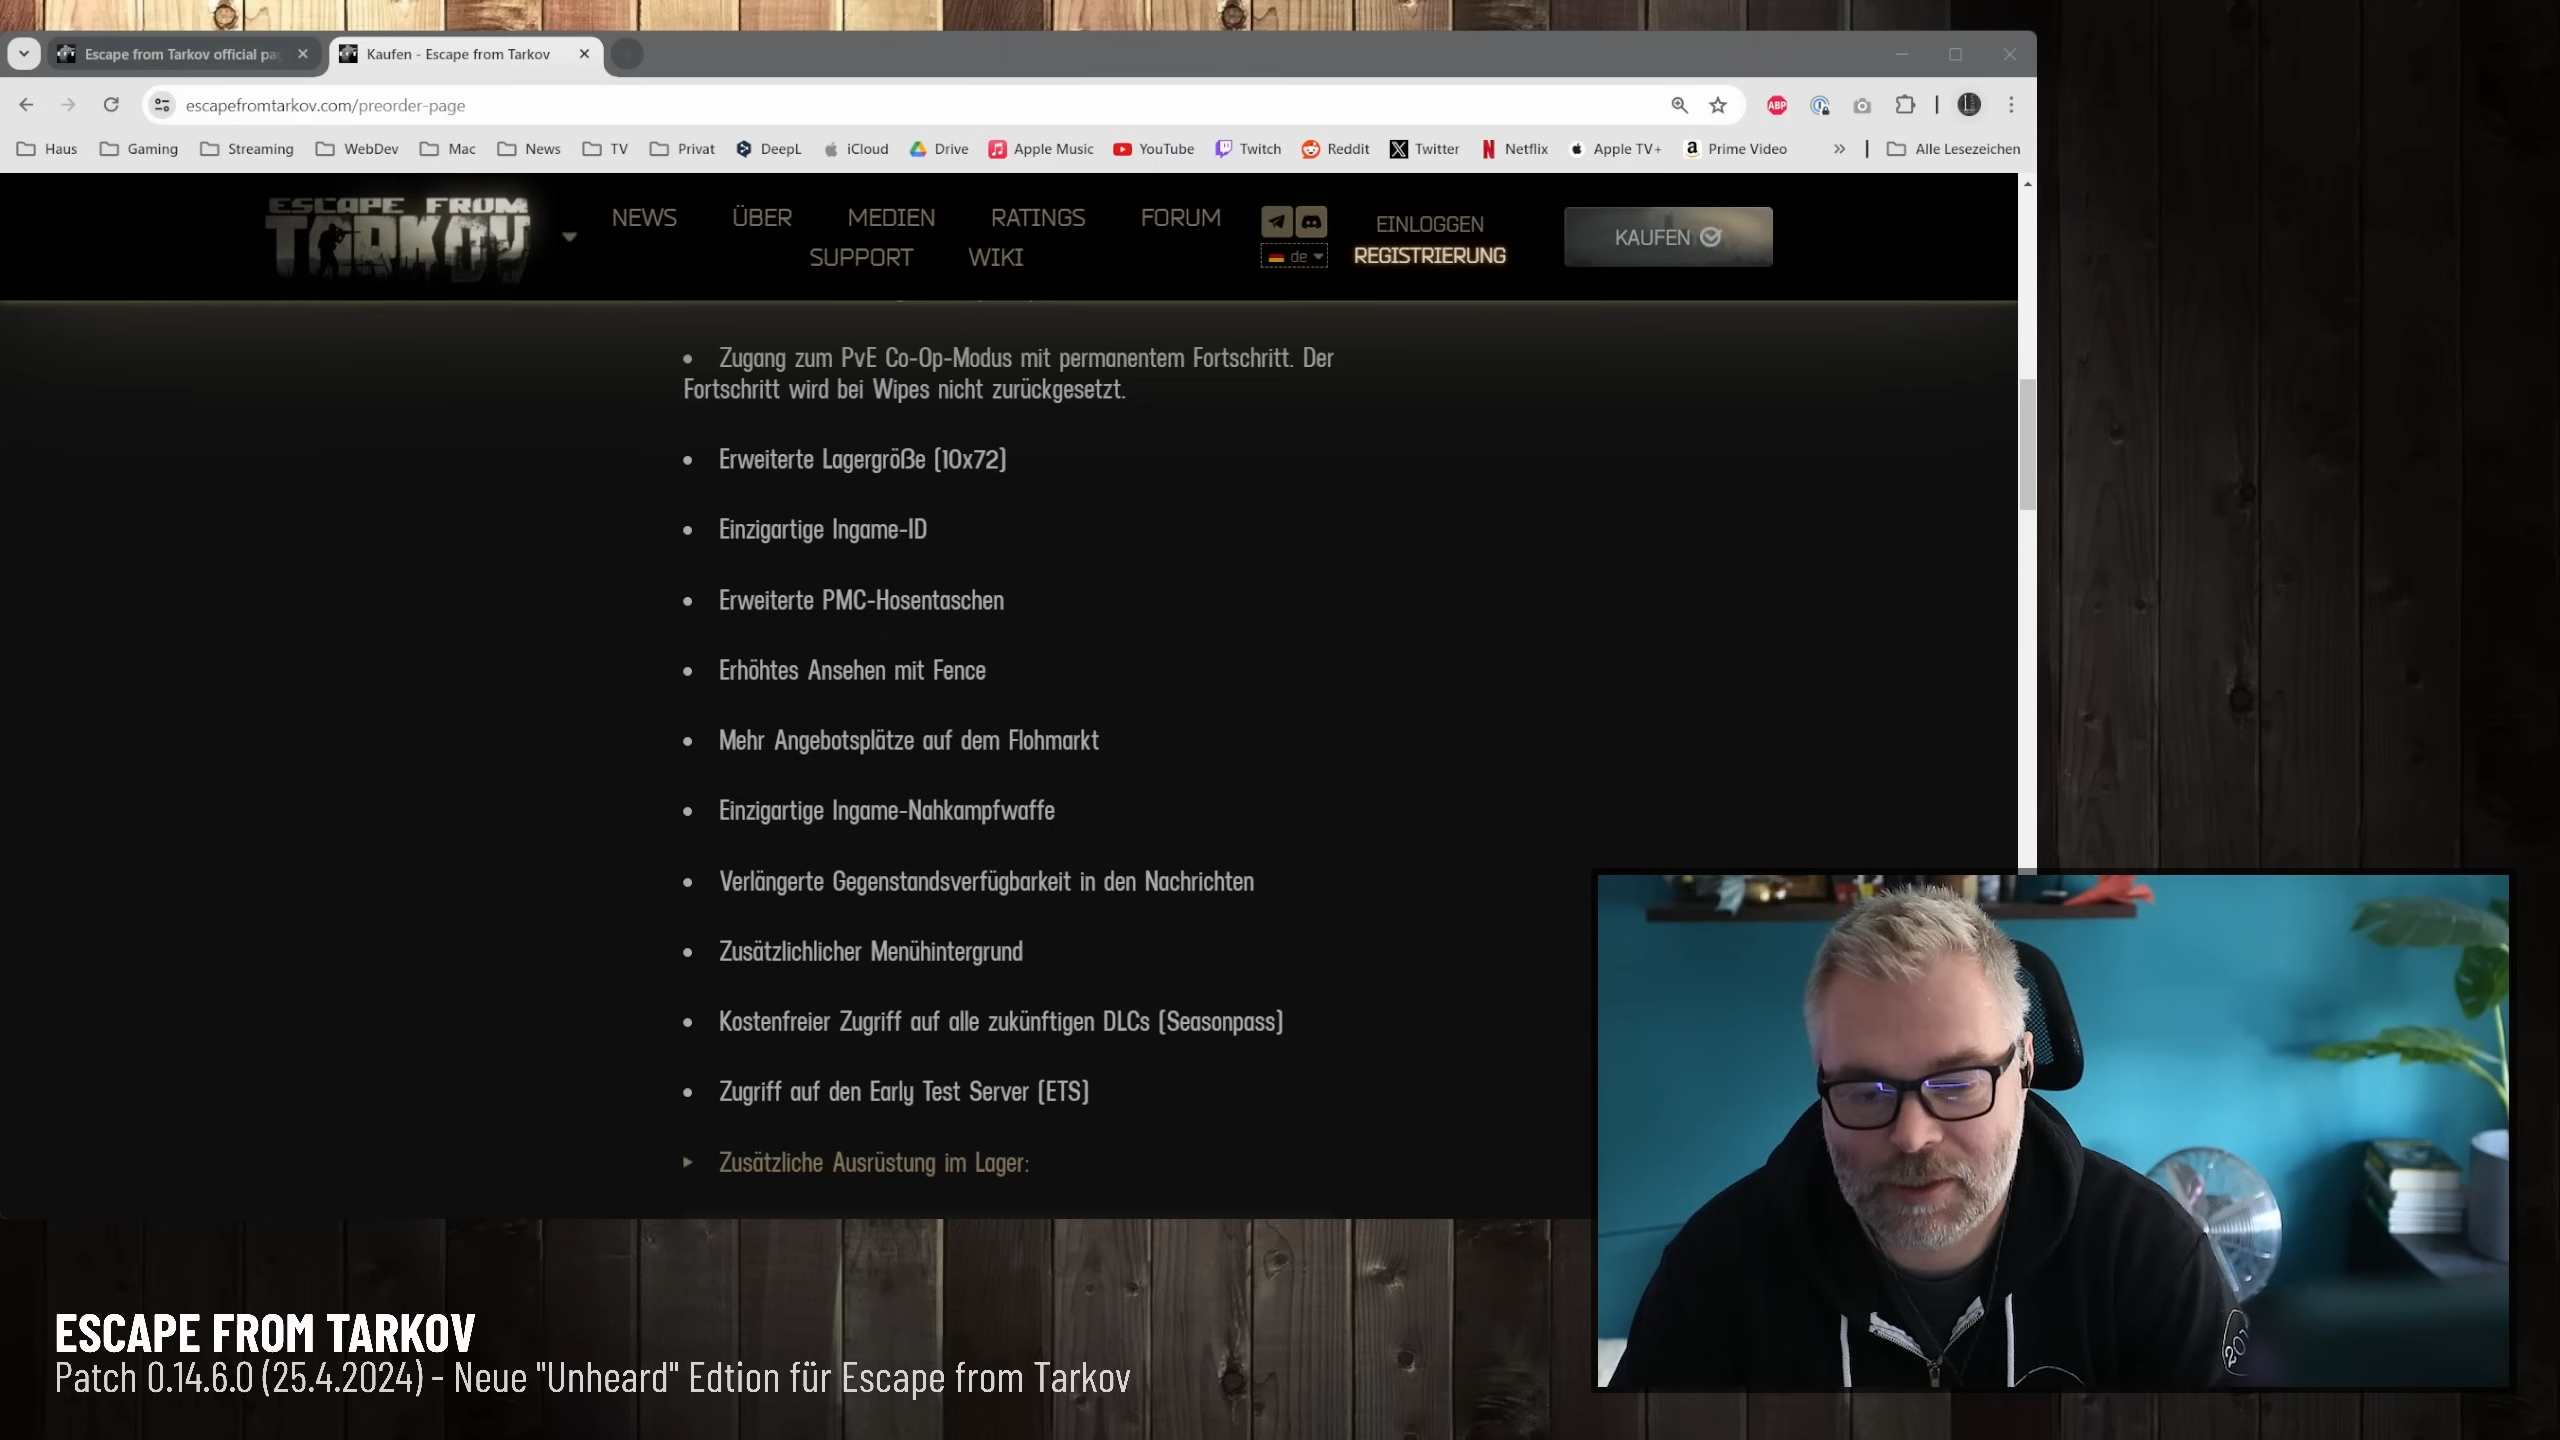 Escape from Tarkov official pa
Kaufen - Escape from Tarkov
escapefromtarkov.com/preorder-page
ABP
Haus
Gaming
Streaming
WebDev
Mac
News
TV
Privat
DeepL
iCloud
Drive
Apple Music
YouTube
Twitch
Reddit
Twitter
Netflix
Apple TV+
Prime Video
Alle Lesezeichen
ESCAPE FROM
TARKOV
NEWS
ÜBER
MEDIEN
RATINGS
FORUM
SUPPORT
WIKI
de
EINLOGGEN
REGISTRIERUNG
KAUFEN
Zugang zum PvE Co-Op-Modus mit permanentem Fortschritt. Der
Fortschritt wird bei Wipes nicht zurückgesetzt.
Erweiterte Lagergröße (10x72)
Einzigartige Ingame-ID
Erweiterte PMC-Hosentaschen
Erhöhtes Ansehen mit Fence
Mehr Angebotsplätze auf dem Flohmarkt
Einzigartige Ingame-Nahkampfwaffe
Verlängerte Gegenstandsverfügbarkeit in den Nachrichten
Zusätzlichlicher Menühintergrund
Kostenfreier Zugriff auf alle zukünftigen DLCs (Seasonpass)
Zugriff auf den Early Test Server (ETS)
Zusätzliche Ausrüstung im Lager:
ESCAPE FROM TARKOV
Patch 0.14.6.0 (25.4.2024) - Neue "Unheard" Edtion für Escape from Tarkov